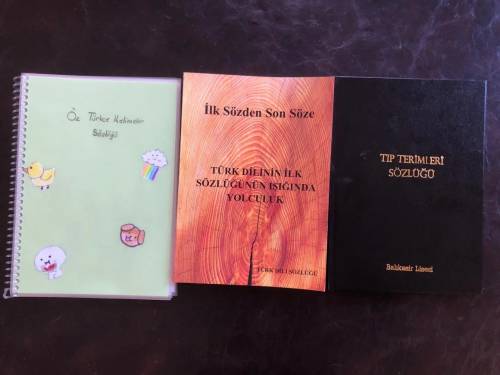 Öz Türkçe Kelimeler
Sözlüğü
İlk Sözden Son Söze
TÜRK DİLİNİN İLK
SÖZLÜĞÜNÜN IŞIĞINDA
YOLCULUK
TÜRK DİLİ SÖZLÜĞÜ
TIP TERİMLERİ
SÖZLÜĞÜ
Balıkesir Lisesi